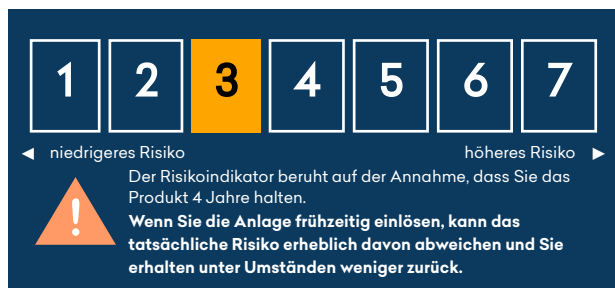 1 2 3 4 5 6 7
◄ niedrigeres Risiko höheres Risiko ►
!
Der Risikoindikator beruht auf der Annahme, dass Sie das
Produkt 4 Jahre halten.
Wenn Sie die Anlage frühzeitig einlösen, kann das
tatsächliche Risiko erheblich davon abweichen und Sie
erhalten unter Umständen weniger zurück.